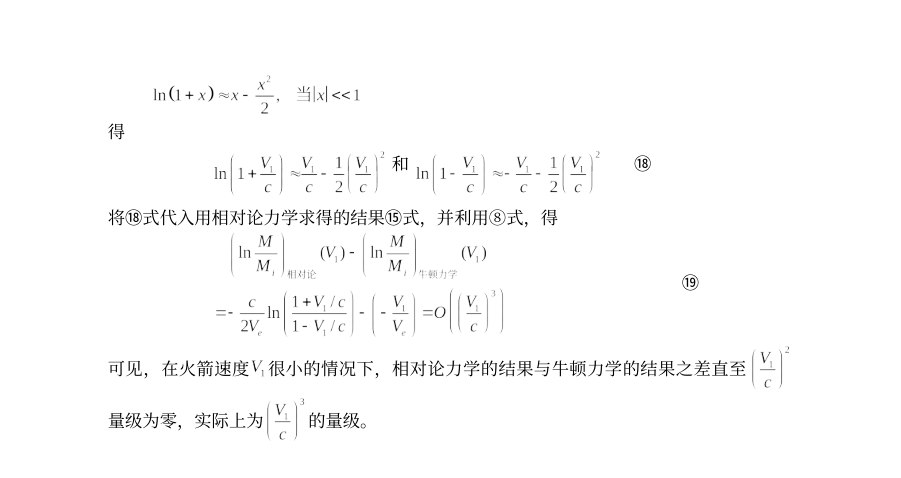 ln(1+x)≈x-x²/2, 当|x|<<1
得
ln(1+V₁/c)≈V₁/c-1/2(V₁/c)² 和 ln(1-V₁/c)≈-V₁/c-1/2(V₁/c)² ⑱
将⑱式代入用相对论力学求得的结果⑮式，并利用⑧式，得
(ln M/Mᵢ)相对论(V₁)-(ln M/Mᵢ)牛顿力学(V₁)
=-c/2Vₑ ln(1+V₁/c/1-V₁/c)-(-V₁/Vₑ)=O((V₁/c)³) ⑲
可见，在火箭速度V₁很小的情况下，相对论力学的结果与牛顿力学的结果之差直至(V₁/c)²
量级为零，实际上为(V₁/c)³的量级。